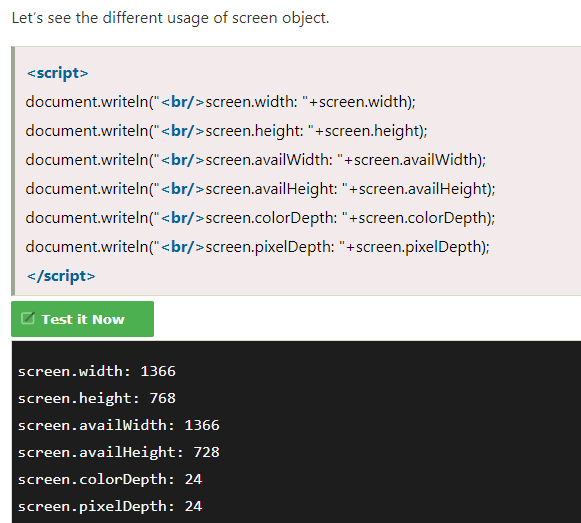 Let's see the different usage of screen object.
<script>
document.writeln("<br/>screen.width: "+screen.width);
document.writeln("<br/>screen.height: "+screen.height);
document.writeln("<br/>screen.availWidth: "+screen.availWidth);
document.writeln("<br/>screen.availHeight: "+screen.availHeight);
document.writeln("<br/>screen.colorDepth: "+screen.colorDepth);
document.writeln("<br/>screen.pixelDepth: "+screen.pixelDepth);
</script>
Test it Now
screen.width: 1366
screen.height: 768
screen.availWidth: 1366
screen.availHeight: 728
screen.colorDepth: 24
screen.pixelDepth: 24